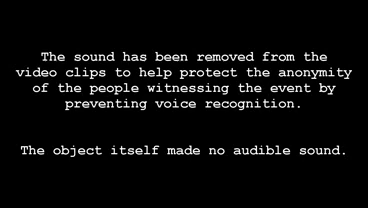 The sound has been removed from the
video clips to help protect the anonymity
of the people witnessing the event by
preventing voice recognition.
The object itself made no audible sound.